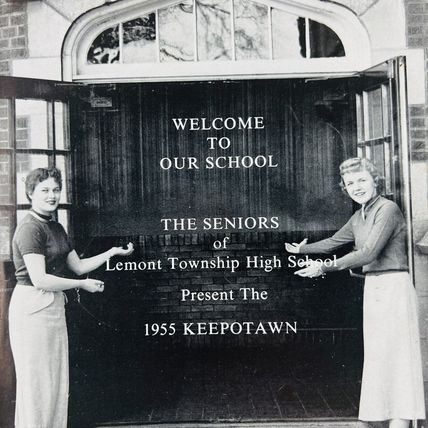 WELCOME
TO
OUR SCHOOL
THE SENIORS
of
Lemont Township High School
Present The
1955 KEEPOTAWN